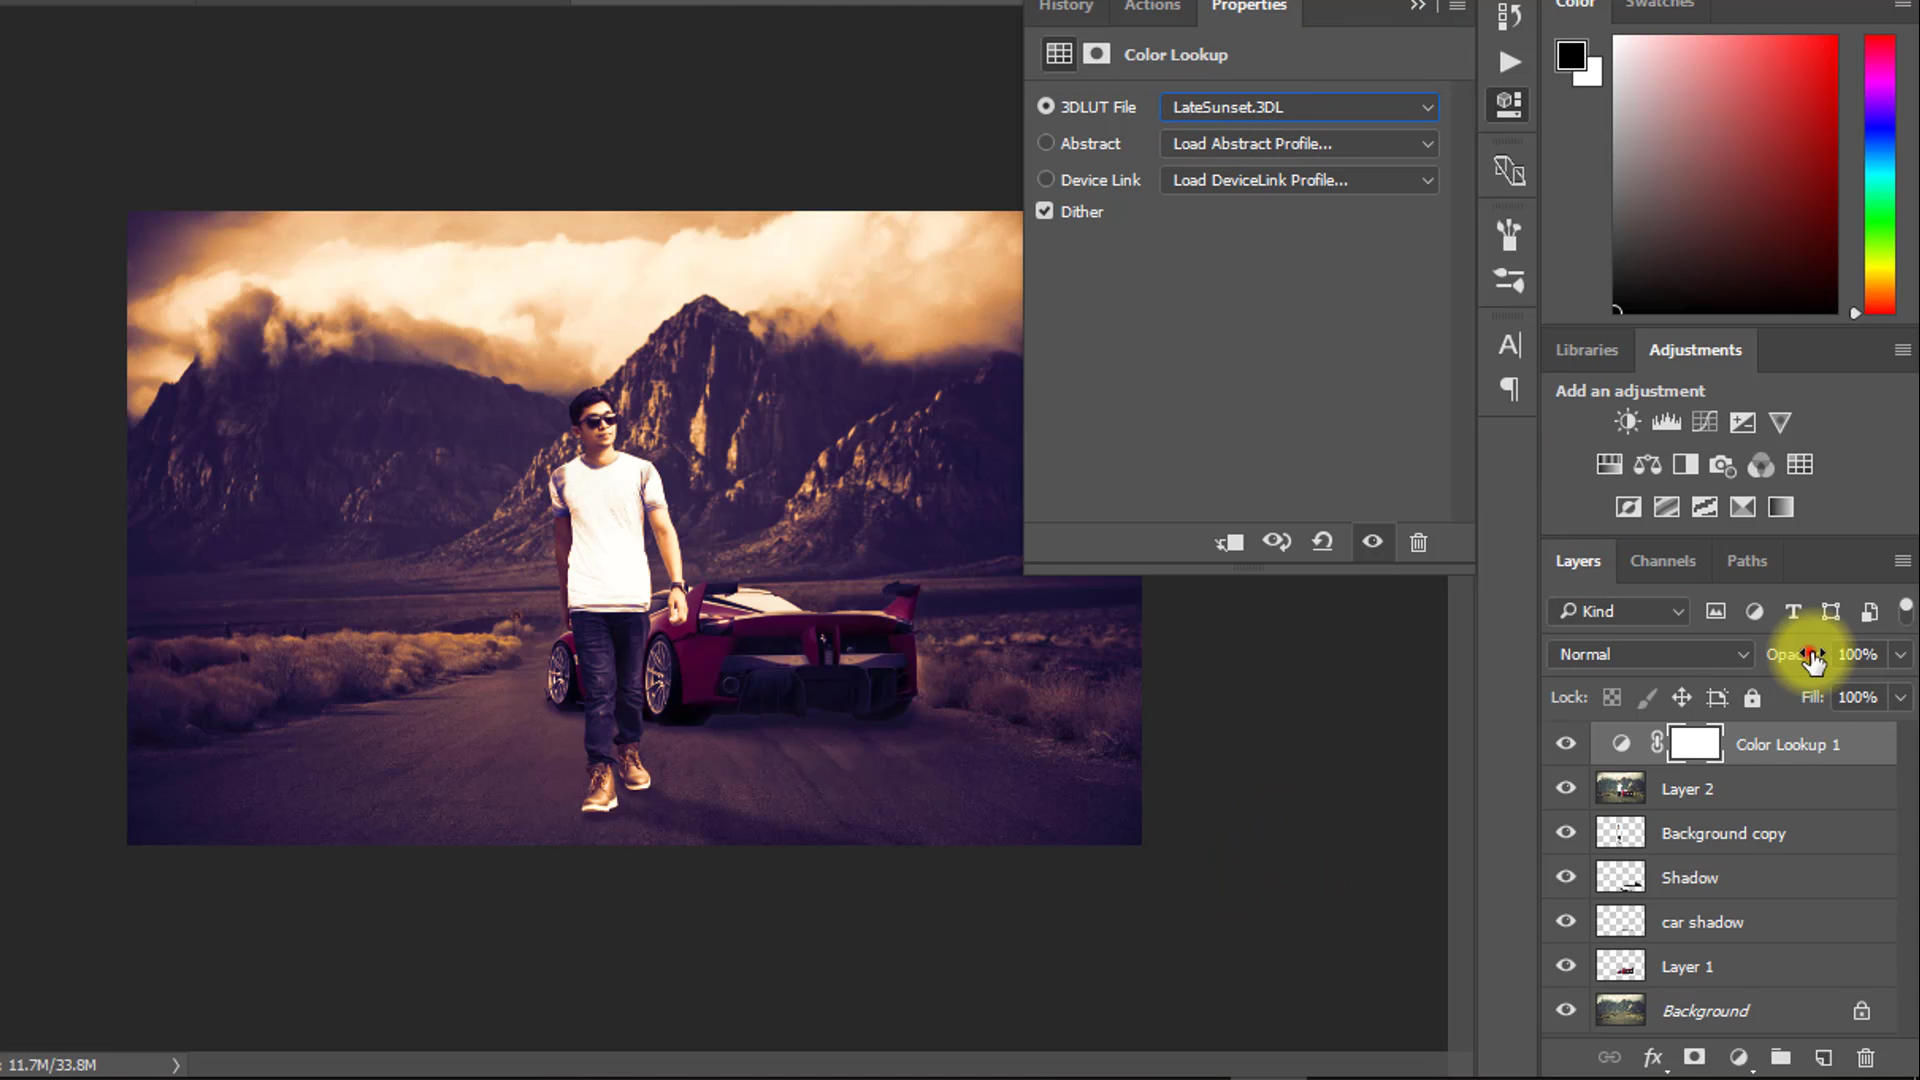 History Actions Properties
Color Lookup
3DLUT File LateSunset.3DL
Abstract Load Abstract Profile...
Device Link Load DeviceLink Profile...
Dither
Color Swatches
Libraries Adjustments
Add an adjustment
Layers Channels Paths
Kind
Normal 100%
Lock: Fill: 100%
Color Lookup 1
Layer 2
Background copy
Shadow
car shadow
Layer 1
Background
fx
: 11.7M/33.8M